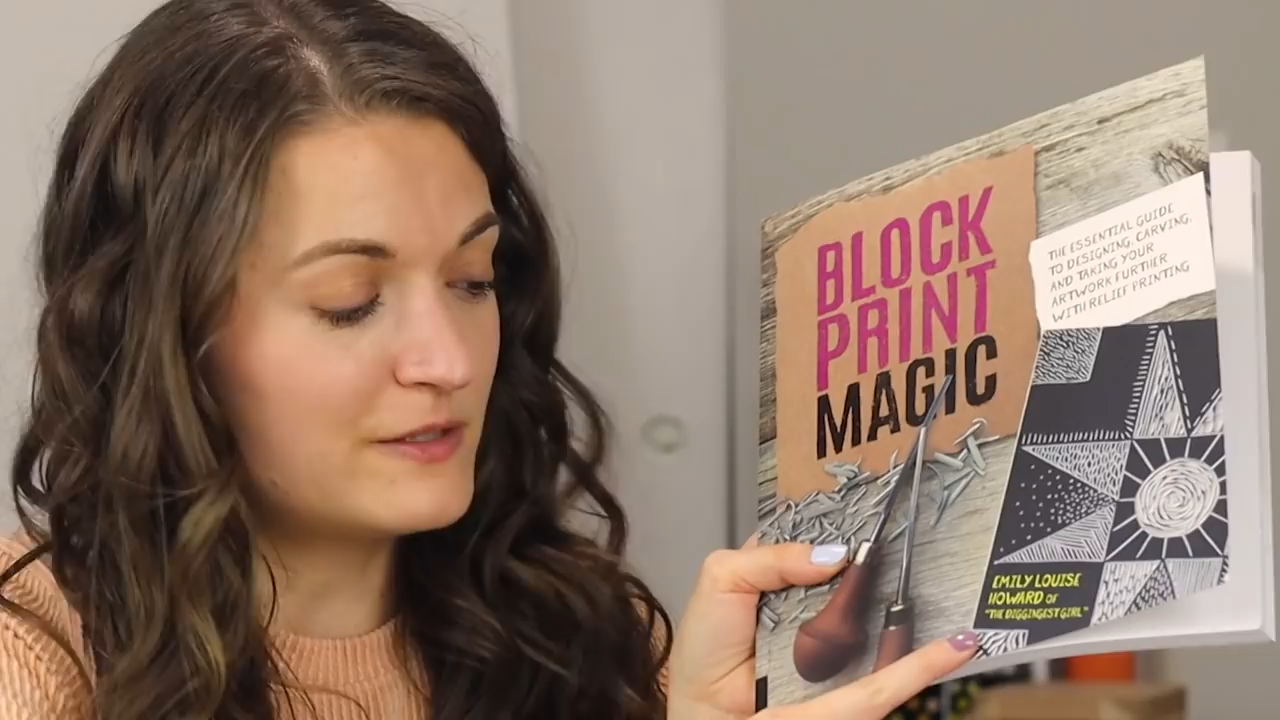 BLOCK
PRINT
MAGIC
THE ESSENTIAL GUIDE
TO DESIGNING, CARVING,
AND TAKING YOUR
ARTWORK FURTHER
WITH RELIEF PRINTING
EMILY LOUISE
HOWARD OF
"THE DIGGINGEST GIRL"